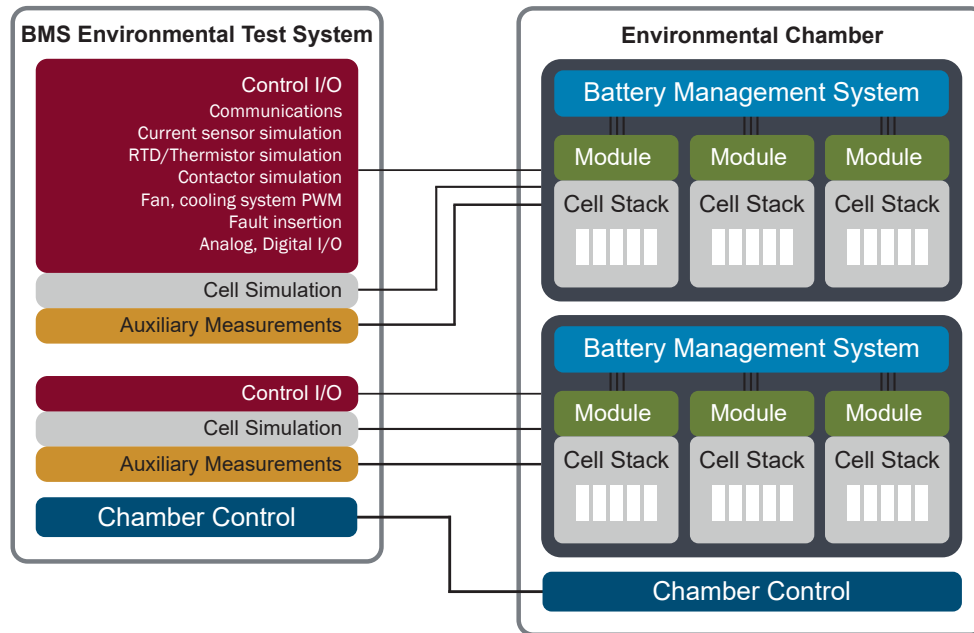 BMS Environmental Test System
Control I/O
Communications
Current sensor simulation
RTD/Thermistor simulation
Contactor simulation
Fan, cooling system PWM
Fault insertion
Analog, Digital I/O
Cell Simulation
Auxiliary Measurements
Control I/O
Cell Simulation
Auxiliary Measurements
Chamber Control
Environmental Chamber
Battery Management System
Module Module Module
Cell Stack Cell Stack Cell Stack
Battery Management System
Module Module Module
Cell Stack Cell Stack Cell Stack
Chamber Control